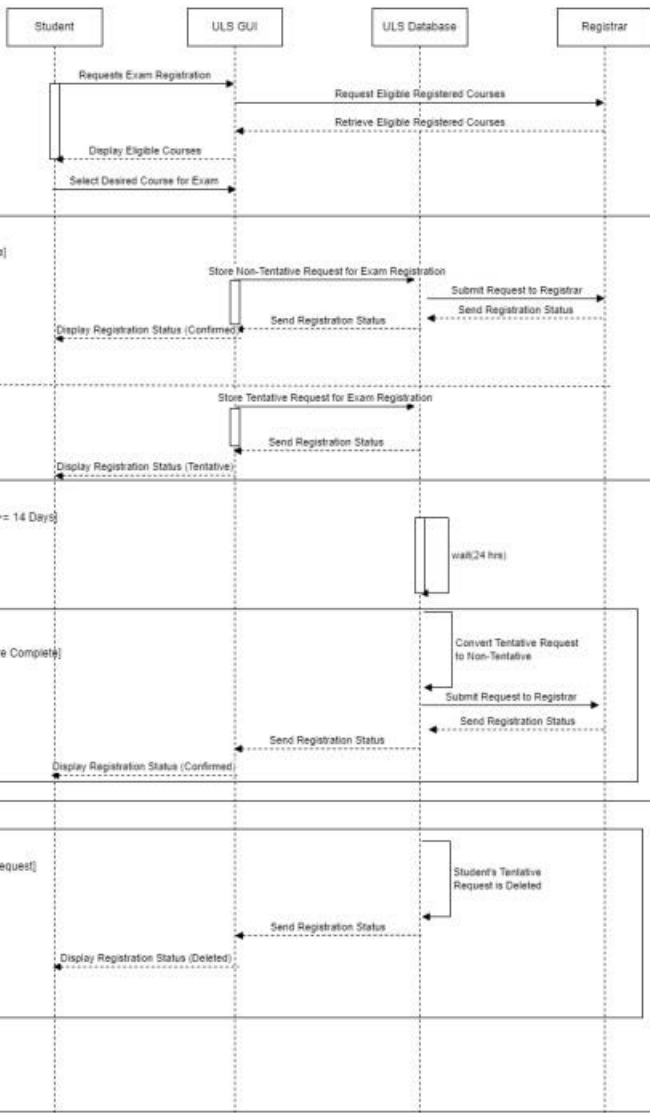 Student
ULS GUI
ULS Database
Registrar
Requests Exam Registration
Request Eligible Registered Courses
Retrieve Eligible Registered Courses
Display Eligible Courses
Select Desired Course for Exam
Store Non-Tentative Request for Exam Registration
Submit Request to Registrar
Send Registration Status
Send Registration Status
Display Registration Status (Confirmed)
Store Tentative Request for Exam Registration
Send Registration Status
Display Registration Status (Tentative)
= 14 Days]
wait(24 hrs)
Convert Tentative Request
to Non-Tentative
e Complete]
Submit Request to Registrar
Send Registration Status
Send Registration Status
Display Registration Status (Confirmed)
equest]
Student's Tentative
Request is Deleted
Send Registration Status
Display Registration Status (Deleted)